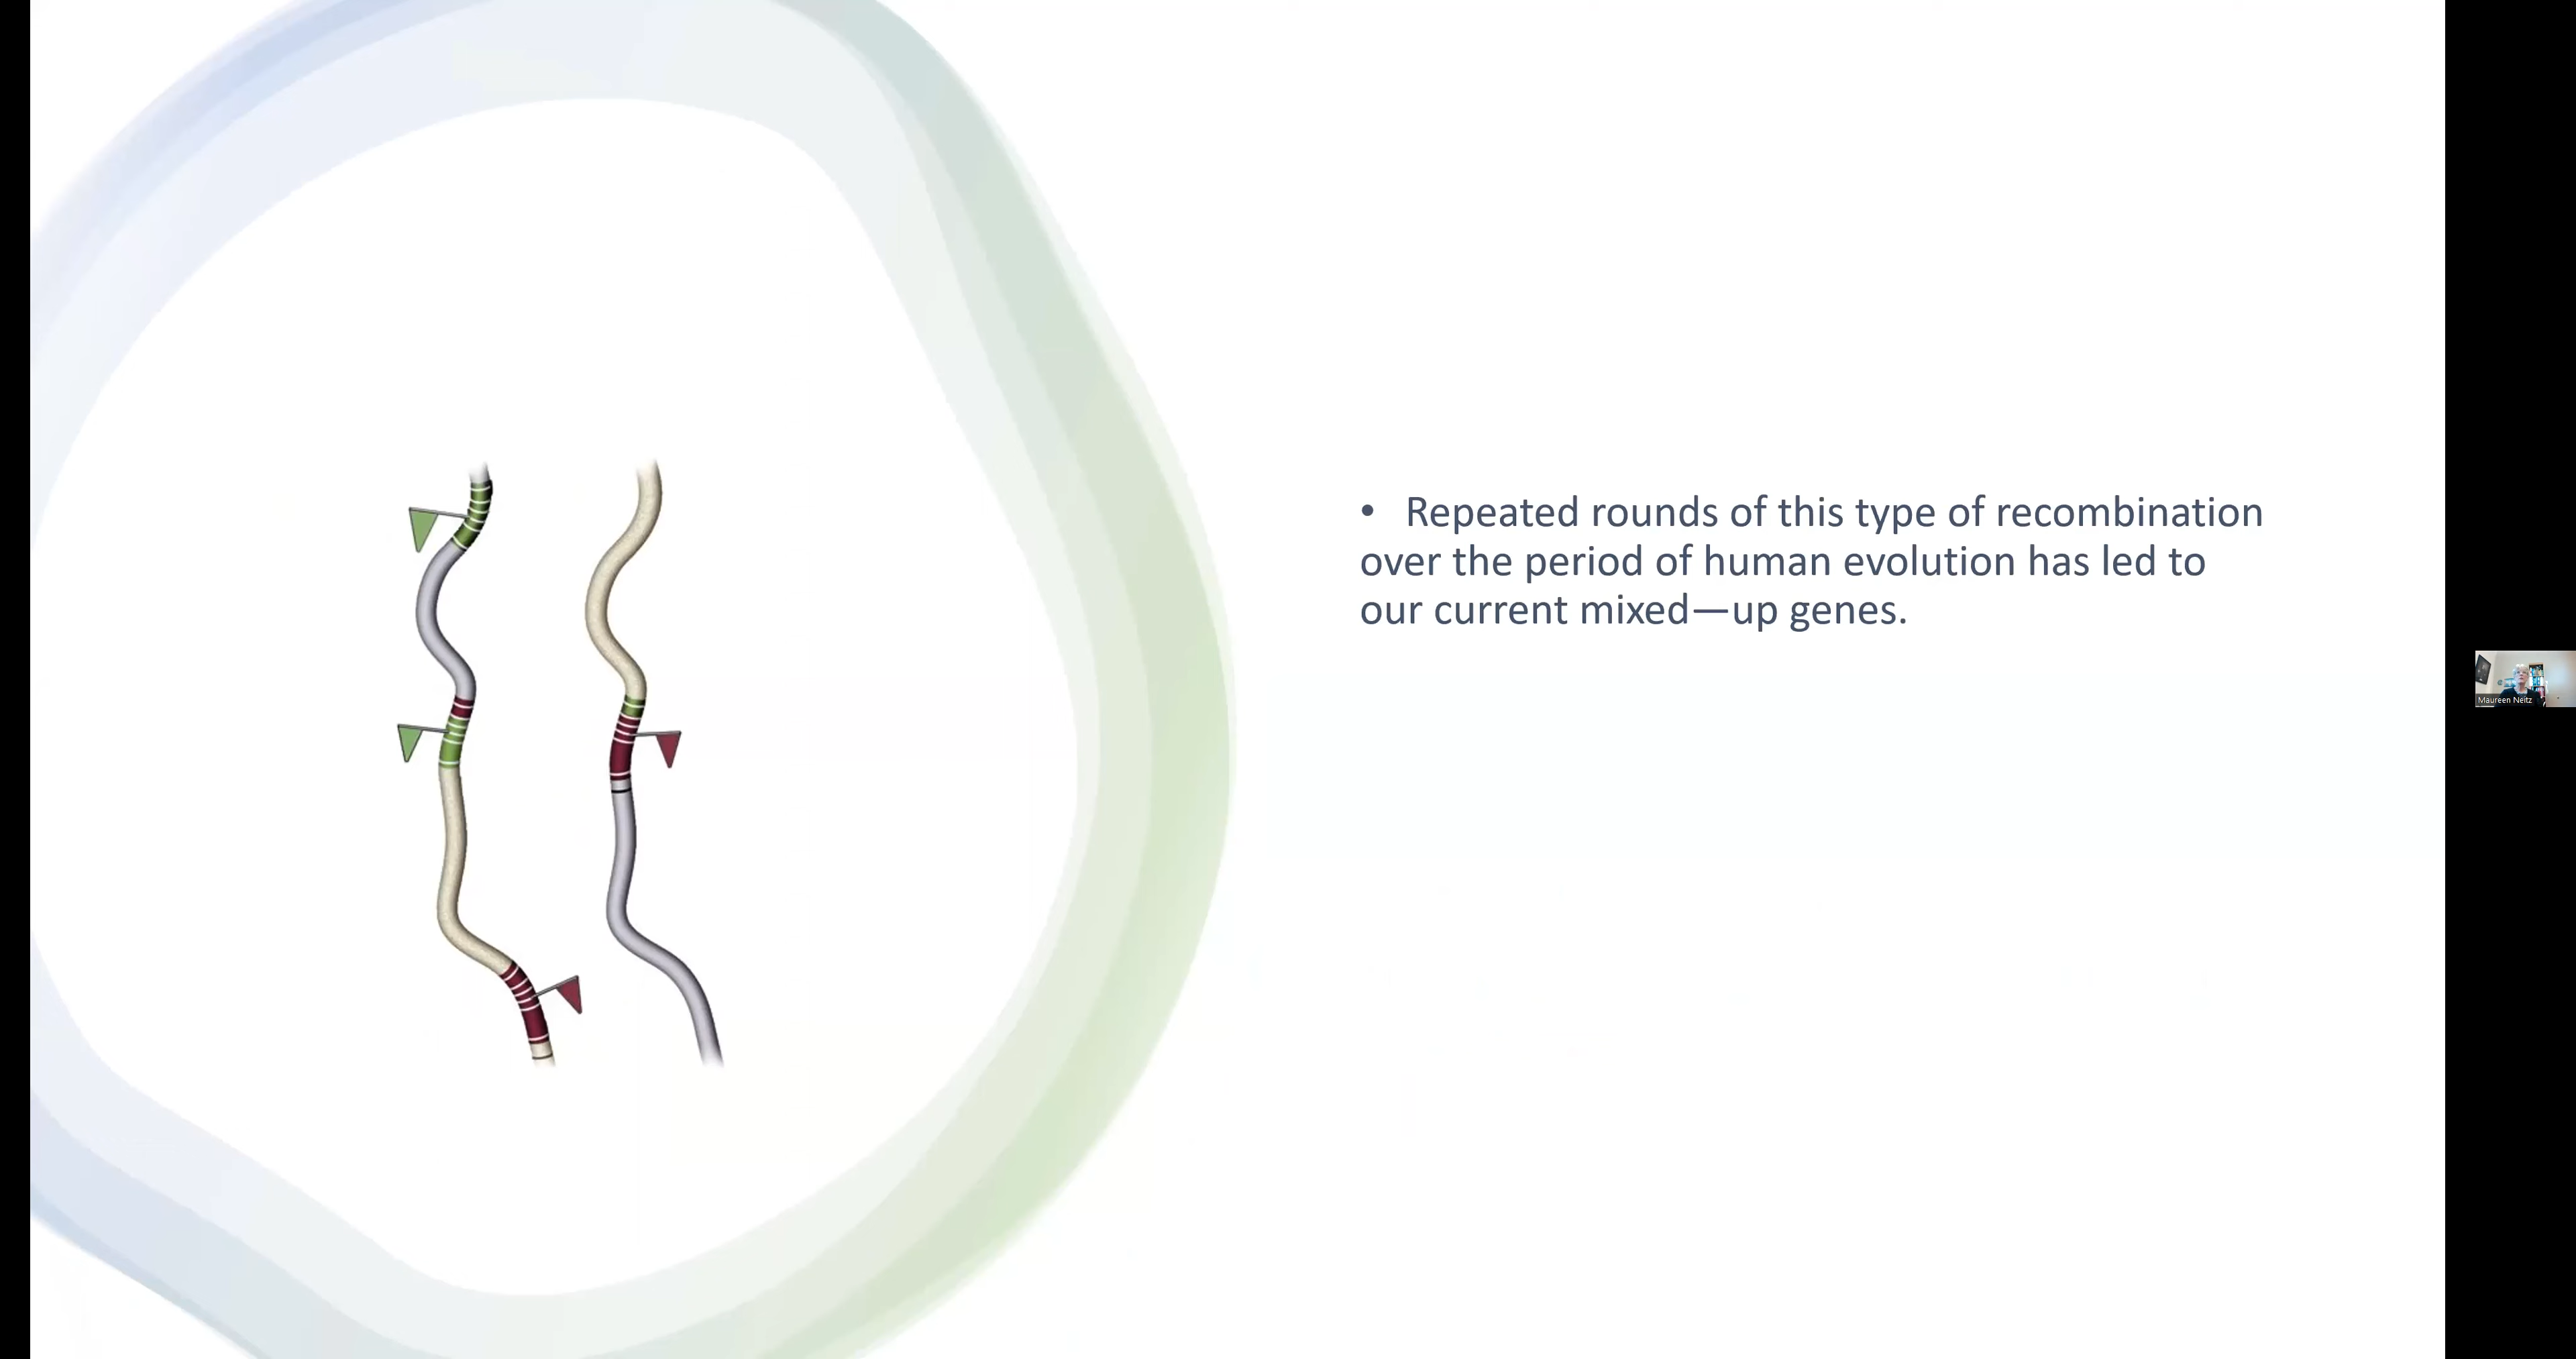 • Repeated rounds of this type of recombination
over the period of human evolution has led to
our current mixed—up genes.
Maureen Neitz